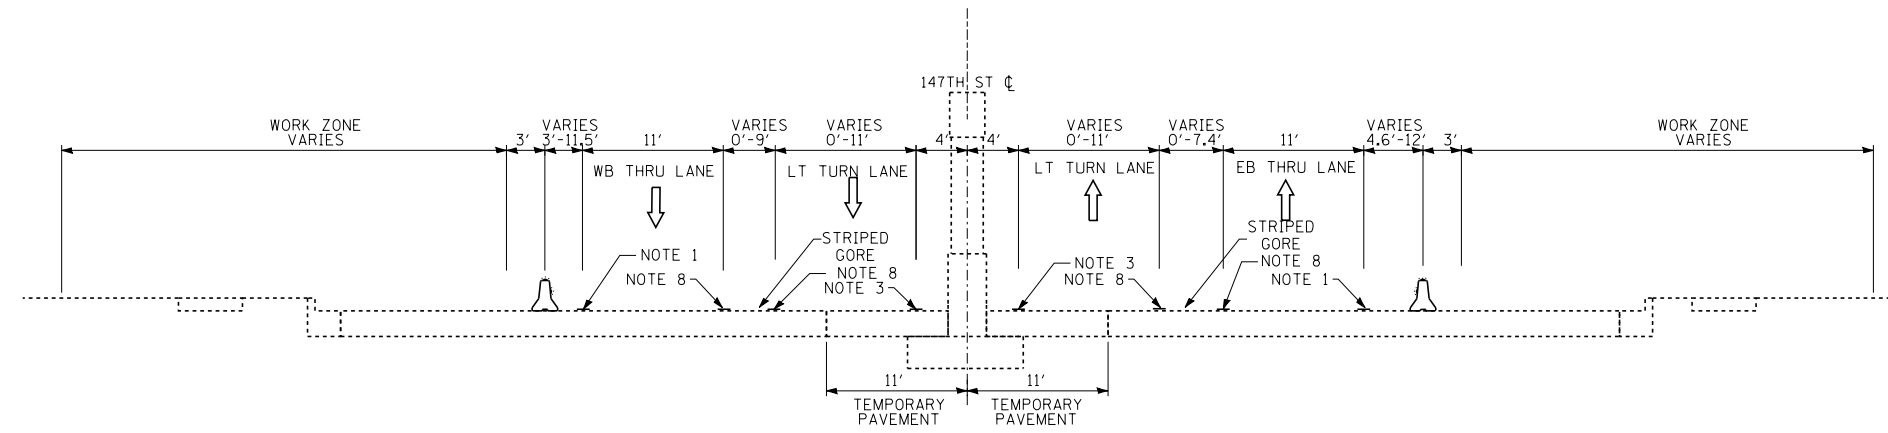 147TH ST ℄
WORK ZONE
VARIES
3'
VARIES
3'-11.5'
11'
VARIES
0'-9'
VARIES
0'-11'
4'
4'
VARIES
0'-11'
VARIES
0'-7.4'
11'
VARIES
4.6'-12'
3'
WORK ZONE
VARIES
WB THRU LANE
LT TURN LANE
LT TURN LANE
EB THRU LANE
STRIPED
GORE
STRIPED
GORE
NOTE 1
NOTE 8
NOTE 8
NOTE 3
NOTE 3
NOTE 8
NOTE 8
NOTE 1
11'
11'
TEMPORARY
PAVEMENT
TEMPORARY
PAVEMENT